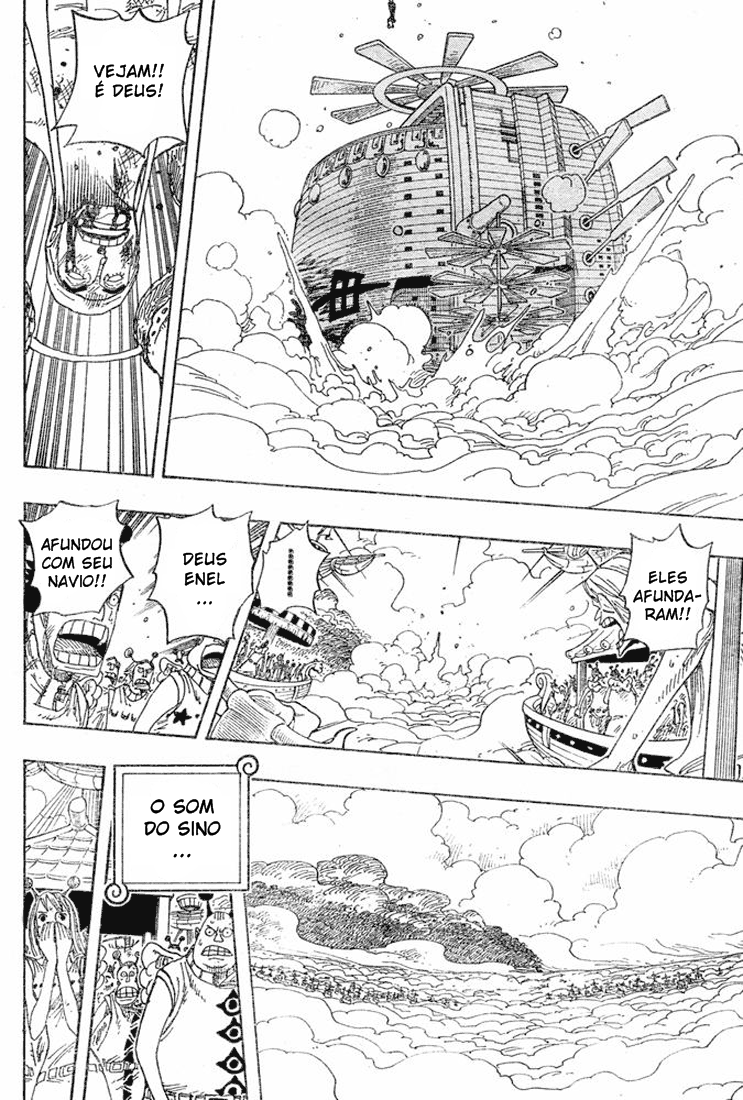 VEJAM!!
É DEUS!
ELES
AFUNDA-
RAM!!
DEUS
ENEL
...
AFUNDOU
COM SEU
NAVIO!!
O SOM
DO SINO
...